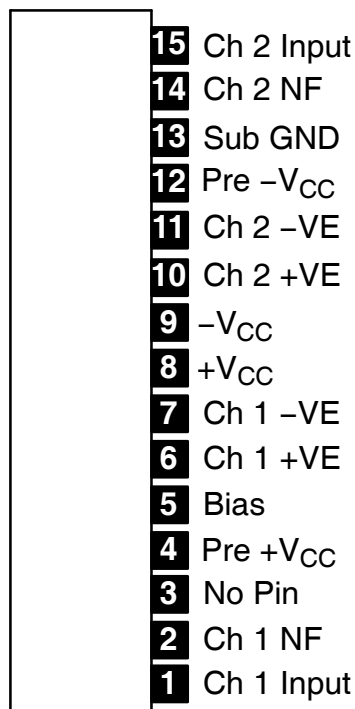 15 Ch 2 Input
14 Ch 2 NF
13 Sub GND
12 Pre −VCC
11 Ch 2 −VE
10 Ch 2 +VE
9 −VCC
8 +VCC
7 Ch 1 −VE
6 Ch 1 +VE
5 Bias
4 Pre +VCC
3 No Pin
2 Ch 1 NF
1 Ch 1 Input